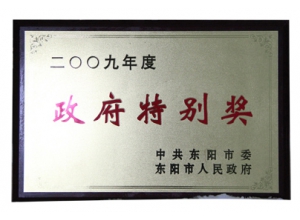 二〇〇九年度
政府特别奖
中共东阳市委
东阳市人民政府